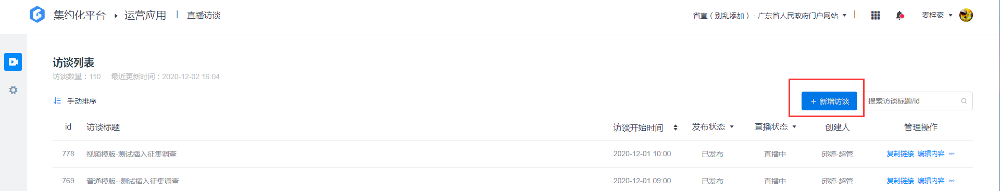 集约化平台 ▸ 运营应用 | 直播访谈 省直（别乱添加）· 广东省人民政府门户网站 | 麦梓豪
访谈列表
访谈数量：110 最近更新时间：2020-12-02 16:04
手动排序 + 新增访谈 搜索访谈标题/id
id 访谈标题 访谈开始时间 发布状态 直播状态 创建人 管理操作
778 视频模版-测试插入征集调查 2020-12-01 10:00 已发布 直播中 邱婷-超管 复制链接 编辑内容
769 普通模版--测试插入征集调查 2020-12-01 09:00 已发布 直播中 邱婷-超管 复制链接 编辑内容